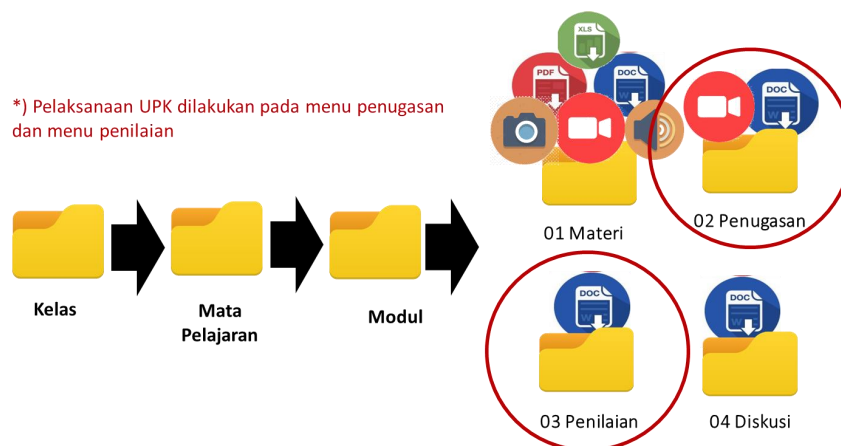 *) Pelaksanaan UPK dilakukan pada menu penugasan
dan menu penilaian
Kelas
Mata
Pelajaran
Modul
XLS
PDF
DOC
01 Materi
DOC
02 Penugasan
DOC
03 Penilaian
DOC
04 Diskusi